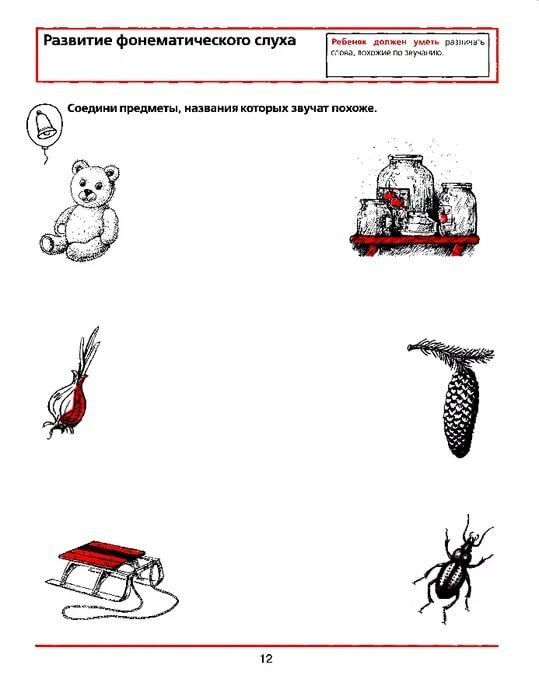 Развитие фонематического слуха
Ребенок должен уметь различать
слова, похожие по звучанию.
Соедини предметы, названия которых звучат похоже.
12